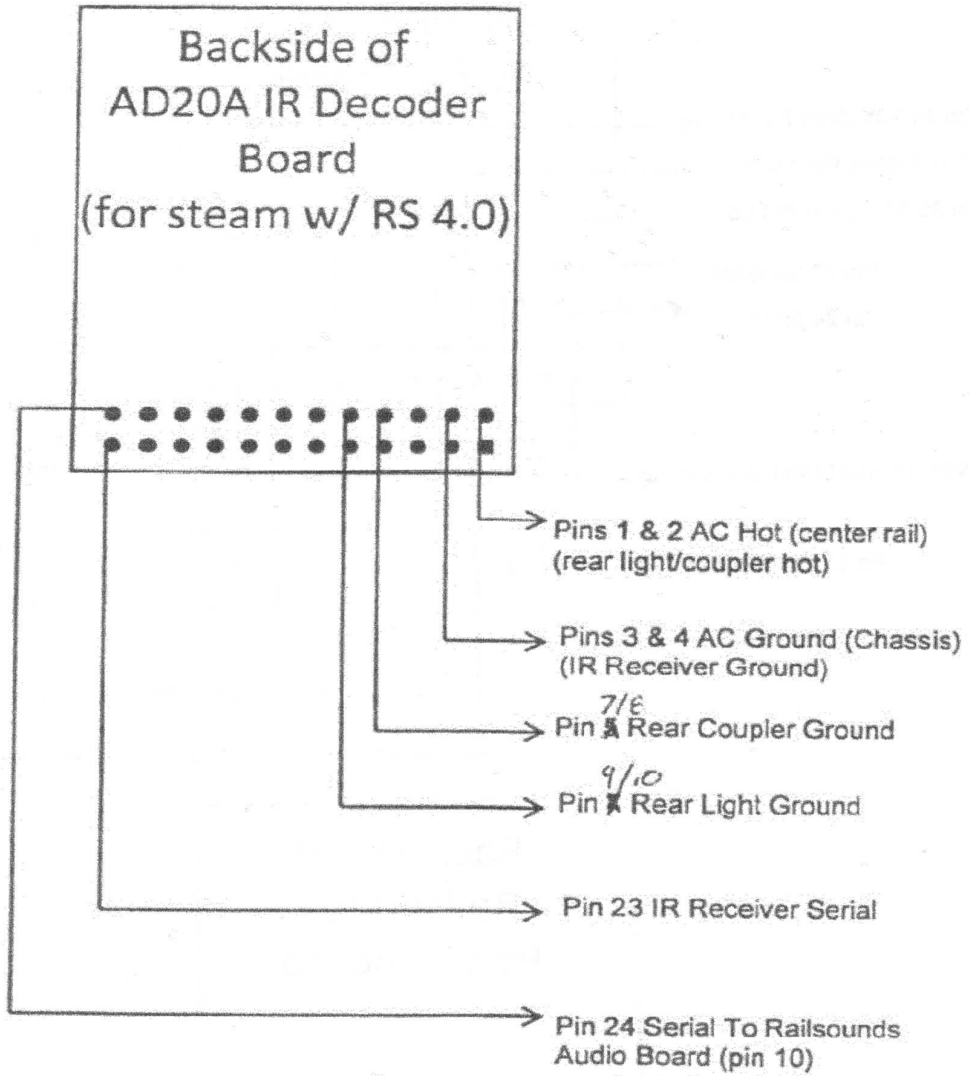 Backside of
AD20A IR Decoder
Board
(for steam w/ RS 4.0)
Pins 1 & 2 AC Hot (center rail)
(rear light/coupler hot)
Pins 3 & 4 AC Ground (Chassis)
(IR Receiver Ground)
7/8
Pin Rear Coupler Ground
9/10
Pin Rear Light Ground
Pin 23 IR Receiver Serial
Pin 24 Serial To Railsounds
Audio Board (pin 10)